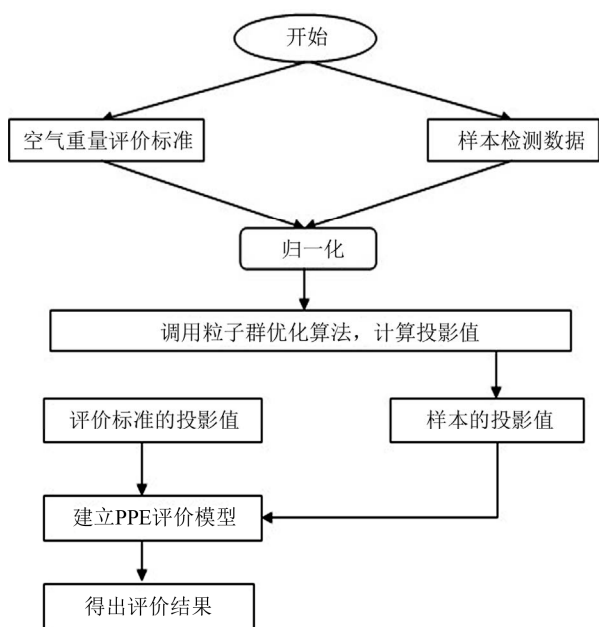 开始
空气重量评价标准
样本检测数据
归一化
调用粒子群优化算法，计算投影值
评价标准的投影值
样本的投影值
建立PPE评价模型
得出评价结果